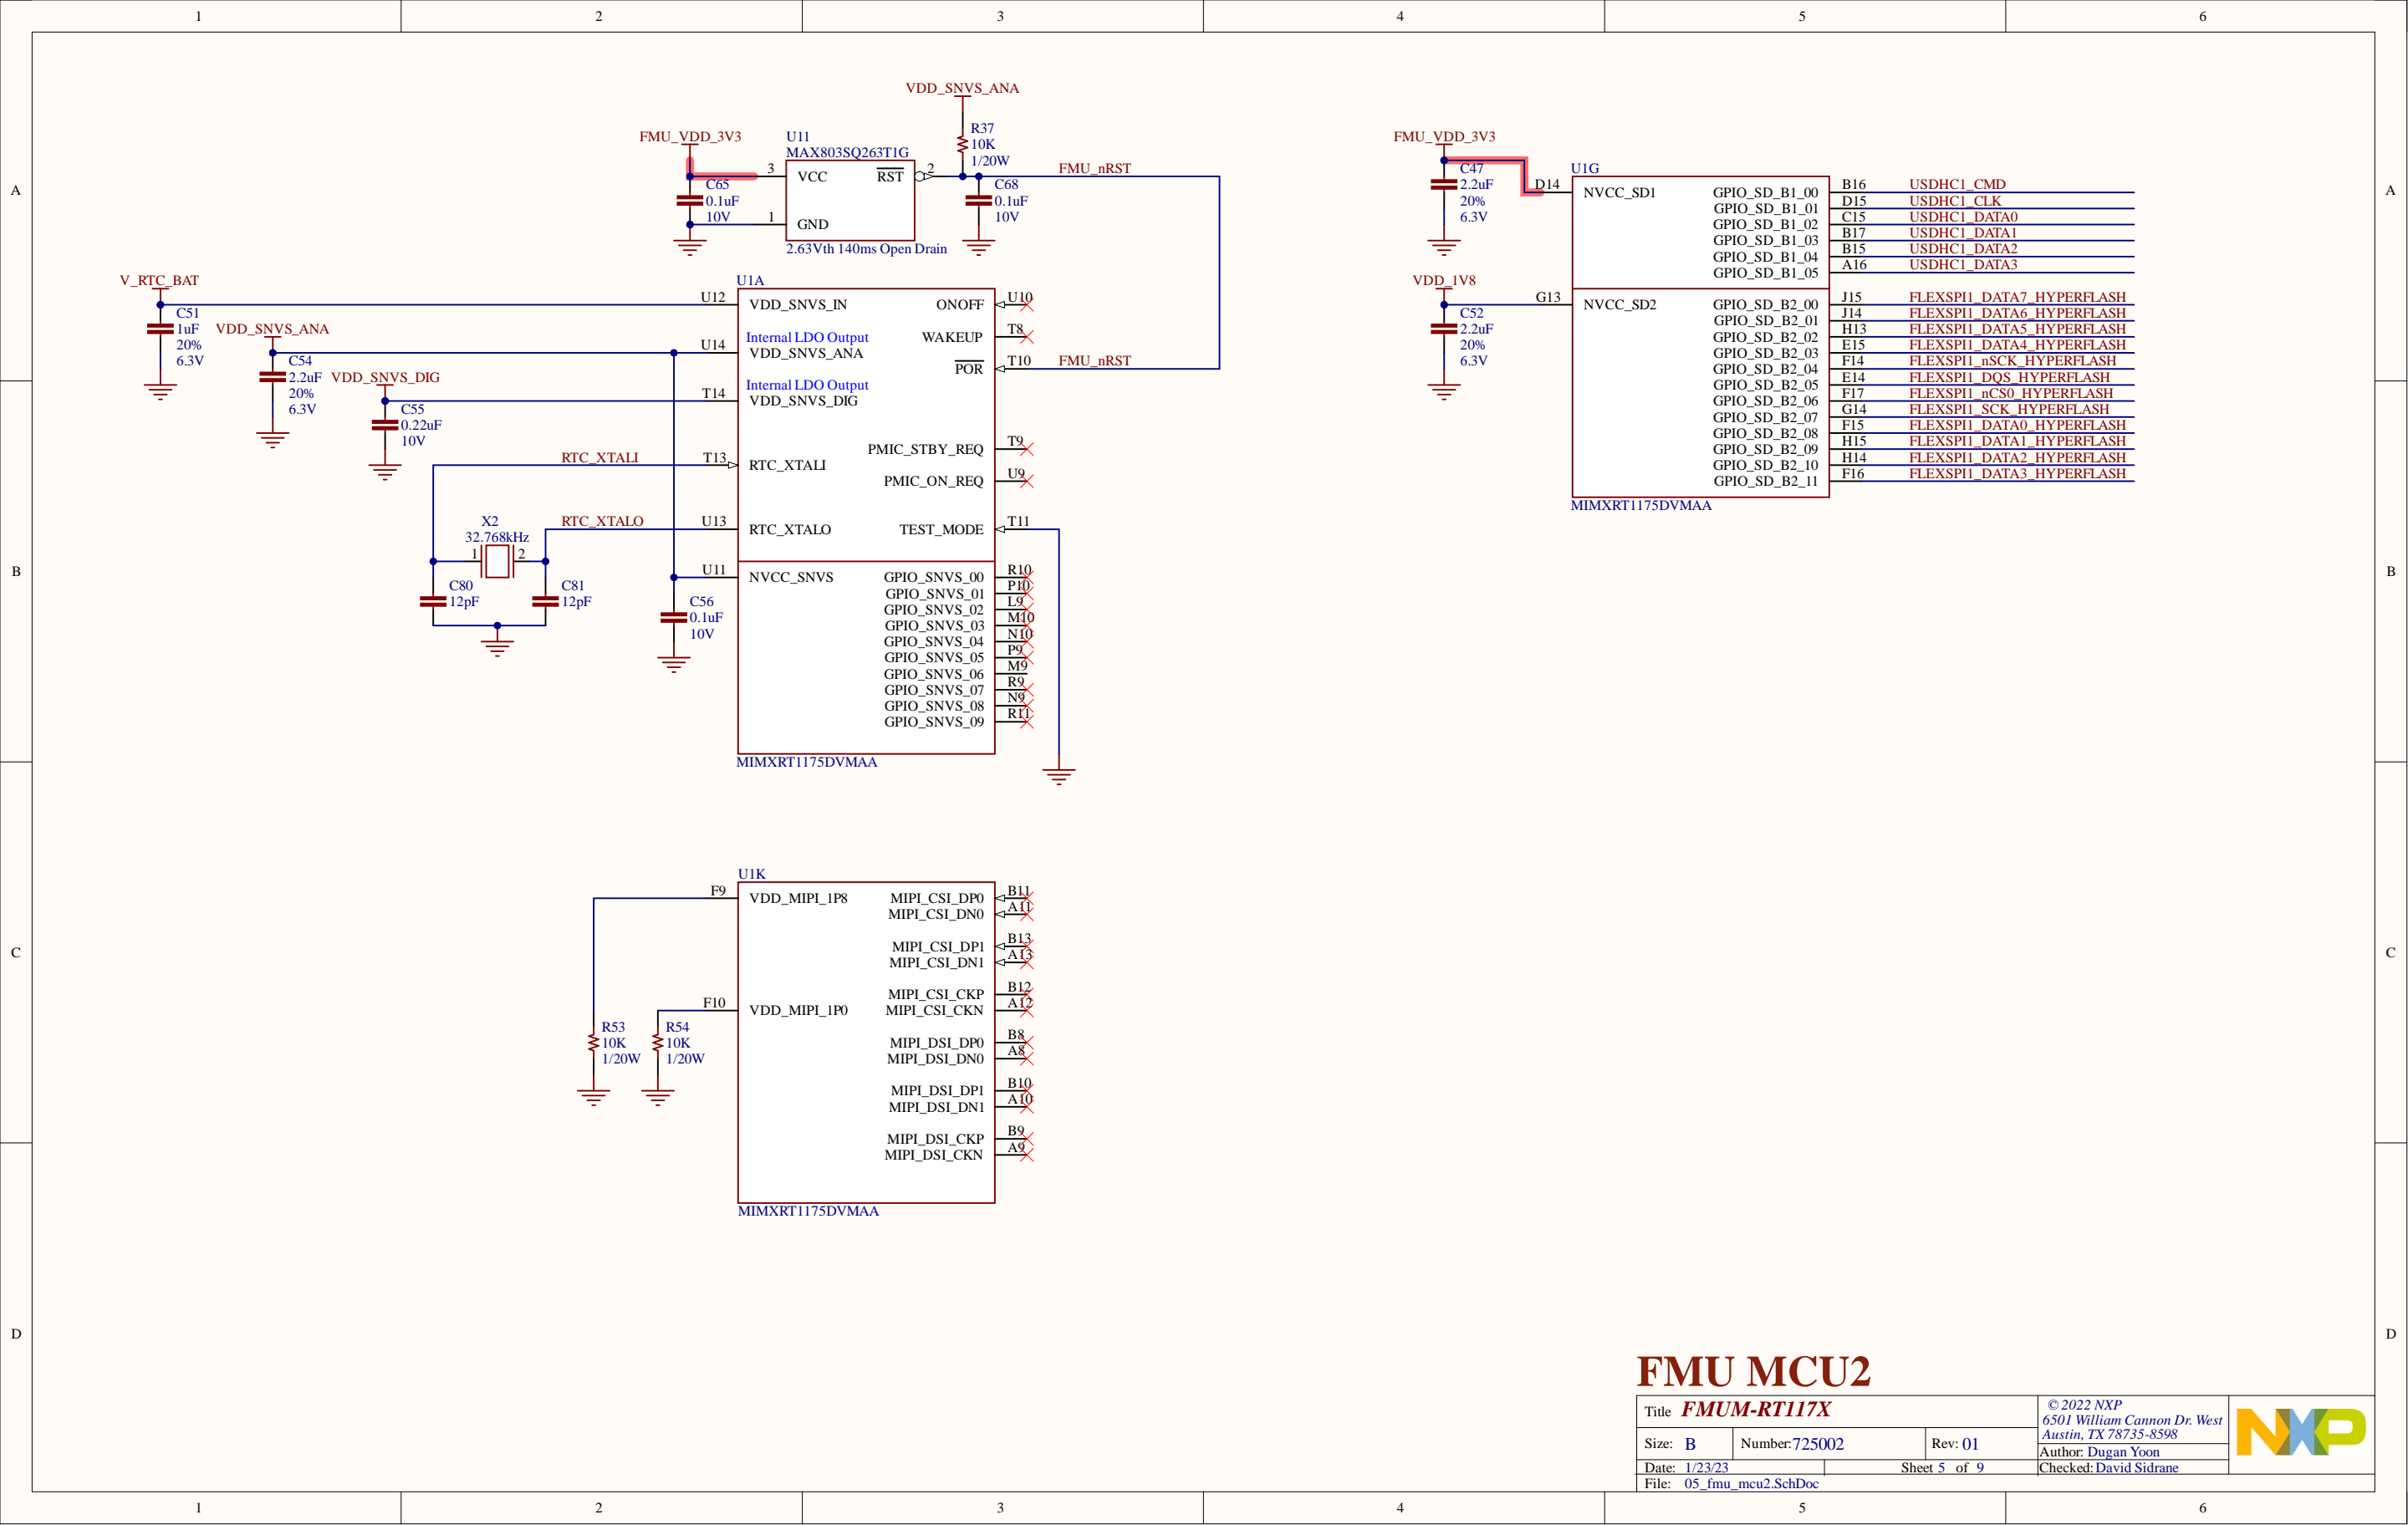 1 2 3 4 5 6
A A
B B
C C
D D
VDD_SNVS_ANA
R37
10K
1/20W
FMU_VDD_3V3
U11
MAX803SQ263T1G
3 VCC RST 2 FMU_nRST
C65
0.1uF
10V
1 GND
C68
0.1uF
10V
2.63Vth 140ms Open Drain
V_RTC_BAT
C51
1uF
20%
6.3V
VDD_SNVS_ANA
C54
2.2uF
20%
6.3V
VDD_SNVS_DIG
C55
0.22uF
10V
U1A
U12 VDD_SNVS_IN ONOFF U10
Internal LDO Output WAKEUP T8
U14 VDD_SNVS_ANA
POR T10 FMU_nRST
Internal LDO Output
T14 VDD_SNVS_DIG
PMIC_STBY_REQ T9
RTC_XTALI T13 RTC_XTALI
PMIC_ON_REQ U9
RTC_XTALO U13 RTC_XTALO TEST_MODE T11
X2
32.768kHz
1 2
C80
12pF
C81
12pF
U11 NVCC_SNVS GPIO_SNVS_00 R10
GPIO_SNVS_01 P10
GPIO_SNVS_02 L9
GPIO_SNVS_03 M10
GPIO_SNVS_04 N10
GPIO_SNVS_05 P9
GPIO_SNVS_06 M9
GPIO_SNVS_07 R9
GPIO_SNVS_08 N9
GPIO_SNVS_09 R11
C56
0.1uF
10V
MIMXRT1175DVMAA
FMU_VDD_3V3
C47
2.2uF
20%
6.3V
VDD_1V8
C52
2.2uF
20%
6.3V
U1G
D14 NVCC_SD1 GPIO_SD_B1_00 B16 USDHC1_CMD
GPIO_SD_B1_01 D15 USDHC1_CLK
GPIO_SD_B1_02 C15 USDHC1_DATA0
GPIO_SD_B1_03 B17 USDHC1_DATA1
GPIO_SD_B1_04 B15 USDHC1_DATA2
GPIO_SD_B1_05 A16 USDHC1_DATA3
G13 NVCC_SD2 GPIO_SD_B2_00 J15 FLEXSPI1_DATA7_HYPERFLASH
GPIO_SD_B2_01 J14 FLEXSPI1_DATA6_HYPERFLASH
GPIO_SD_B2_02 H13 FLEXSPI1_DATA5_HYPERFLASH
GPIO_SD_B2_03 E15 FLEXSPI1_DATA4_HYPERFLASH
GPIO_SD_B2_04 F14 FLEXSPI1_nSCK_HYPERFLASH
GPIO_SD_B2_05 E14 FLEXSPI1_DQS_HYPERFLASH
GPIO_SD_B2_06 F17 FLEXSPI1_nCS0_HYPERFLASH
GPIO_SD_B2_07 G14 FLEXSPI1_SCK_HYPERFLASH
GPIO_SD_B2_08 F15 FLEXSPI1_DATA0_HYPERFLASH
GPIO_SD_B2_09 H15 FLEXSPI1_DATA1_HYPERFLASH
GPIO_SD_B2_10 H14 FLEXSPI1_DATA2_HYPERFLASH
GPIO_SD_B2_11 F16 FLEXSPI1_DATA3_HYPERFLASH
MIMXRT1175DVMAA
U1K
F9 VDD_MIPI_1P8 MIPI_CSI_DP0 B11
MIPI_CSI_DN0 A11
MIPI_CSI_DP1 B13
MIPI_CSI_DN1 A13
MIPI_CSI_CKP B12
F10 VDD_MIPI_1P0 MIPI_CSI_CKN A12
MIPI_DSI_DP0 B8
MIPI_DSI_DN0 A8
MIPI_DSI_DP1 B10
MIPI_DSI_DN1 A10
MIPI_DSI_CKP B9
MIPI_DSI_CKN A9
R53
10K
1/20W
R54
10K
1/20W
MIMXRT1175DVMAA
FMU MCU2
Title FMUM-RT117X
Size: B Number:725002 Rev: 01
Date: 1/23/23 Sheet 5 of 9
File: 05_fmu_mcu2.SchDoc
© 2022 NXP
6501 William Cannon Dr. West
Austin, TX 78735-8598
Author: Dugan Yoon
Checked: David Sidrane
NXP
1 2 3 4 5 6